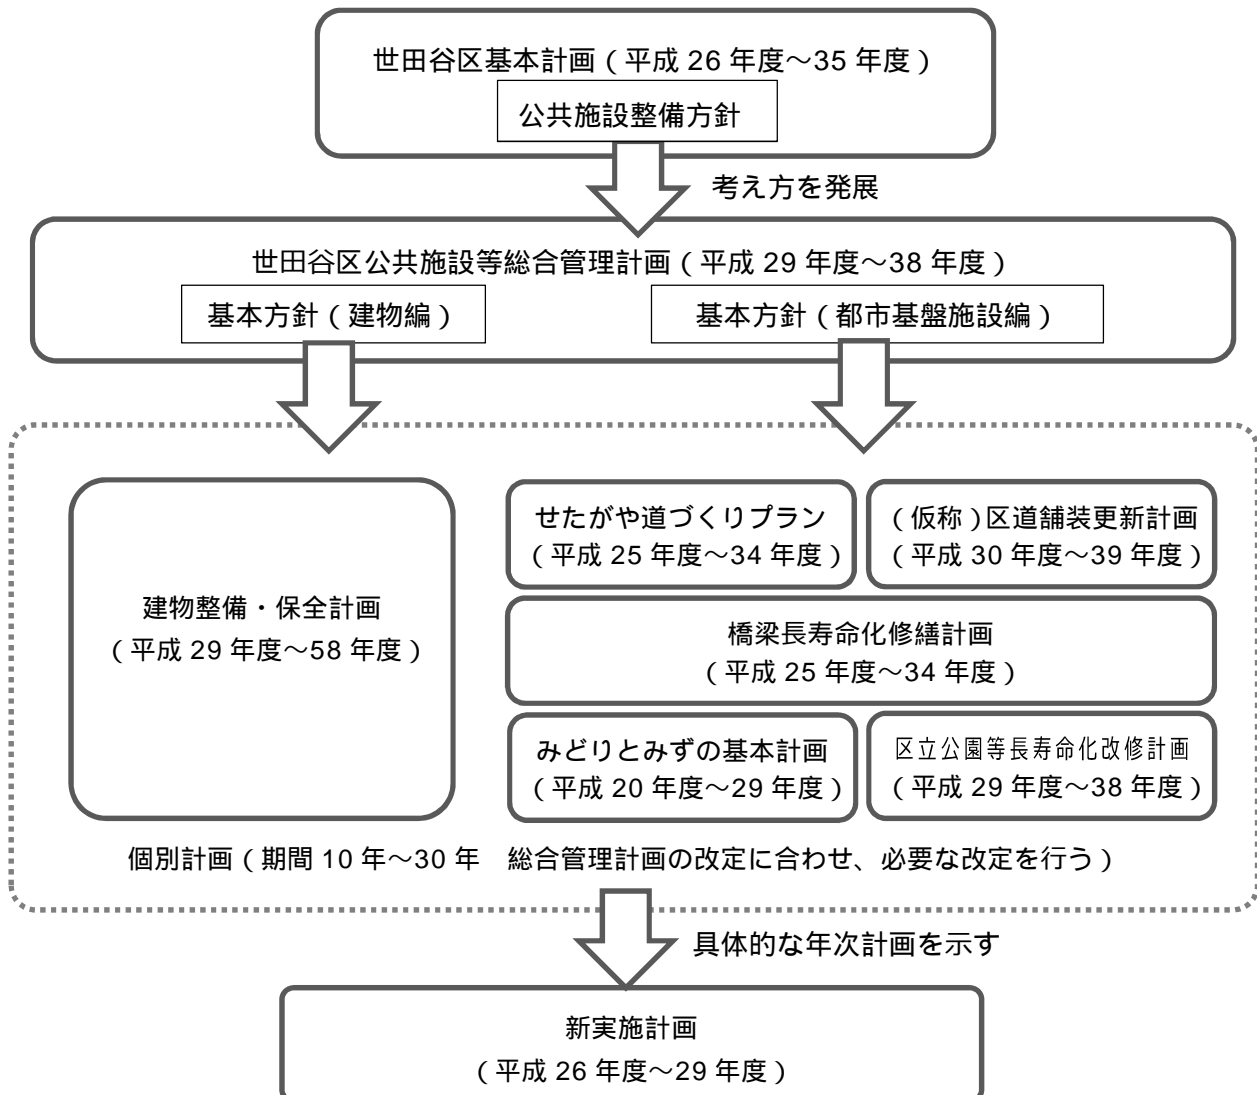 世田谷区基本計画（平成 26 年度～35 年度）
公共施設整備方針
考え方を発展
世田谷区公共施設等総合管理計画（平成 29 年度～38 年度）
基本方針（建物編）
基本方針（都市基盤施設編）
建物整備・保全計画
（平成 29 年度～58 年度）
せたがや道づくりプラン
（平成 25 年度～34 年度）
（仮称）区道舗装更新計画
（平成 30 年度～39 年度）
橋梁長寿命化修繕計画
（平成 25 年度～34 年度）
みどりとみずの基本計画
（平成 20 年度～29 年度）
区立公園等長寿命化改修計画
（平成 29 年度～38 年度）
個別計画（期間 10 年～30 年　総合管理計画の改定に合わせ、必要な改定を行う）
具体的な年次計画を示す
新実施計画
（平成 26 年度～29 年度）